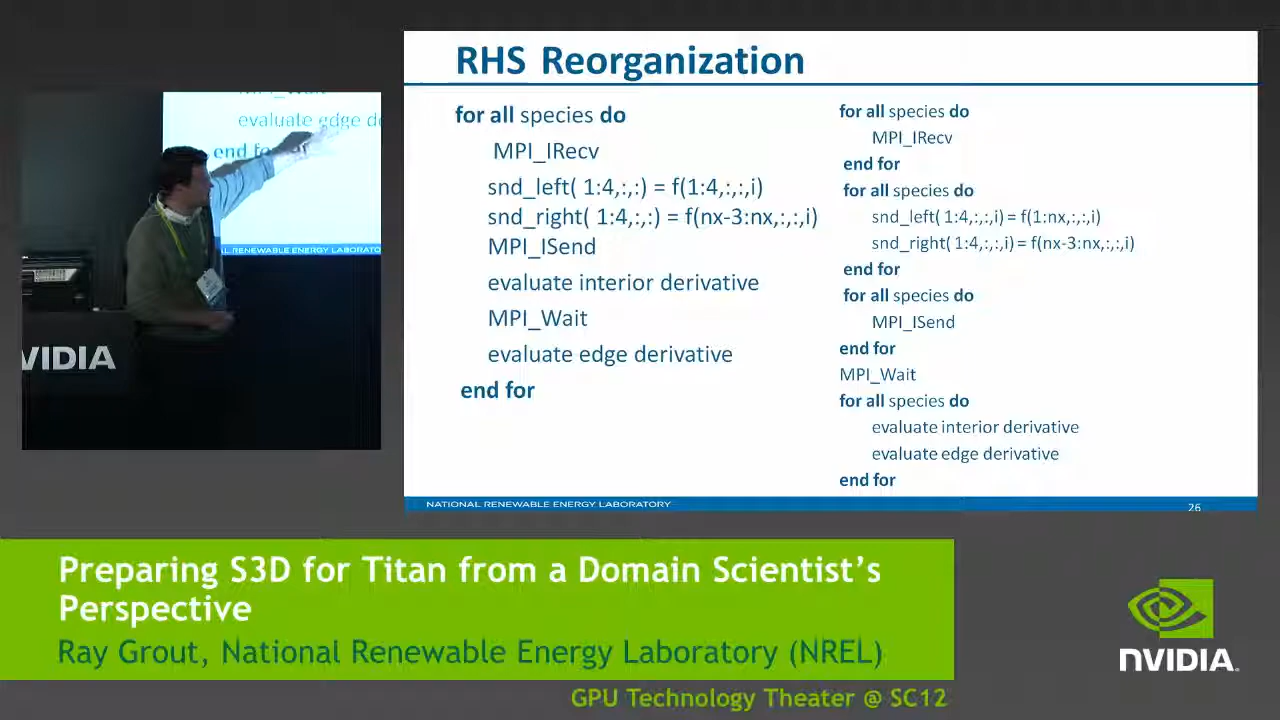 RHS Reorganization
for all species do
MPI_IRecv
snd_left( 1:4,:,:) = f(1:4,:,:,i)
snd_right( 1:4,:,:) = f(nx-3:nx,:,:,i)
MPI_ISend
evaluate interior derivative
MPI_Wait
evaluate edge derivative
end for
for all species do
MPI_IRecv
end for
for all species do
snd_left( 1:4,:,:,i) = f(1:nx,:,:,i)
snd_right( 1:4,:,:,i) = f(nx-3:nx,:,:,i)
end for
for all species do
MPI_ISend
end for
MPI_Wait
for all species do
evaluate interior derivative
evaluate edge derivative
end for
NATIONAL RENEWABLE ENERGY LABORATORY
26
evaluate edge de
end fo
AL RENEWABLE ENERGY LABORATO
VIDIA
Preparing S3D for Titan from a Domain Scientist's
Perspective
Ray Grout, National Renewable Energy Laboratory (NREL)
GPU Technology Theater @ SC12
NVIDIA.